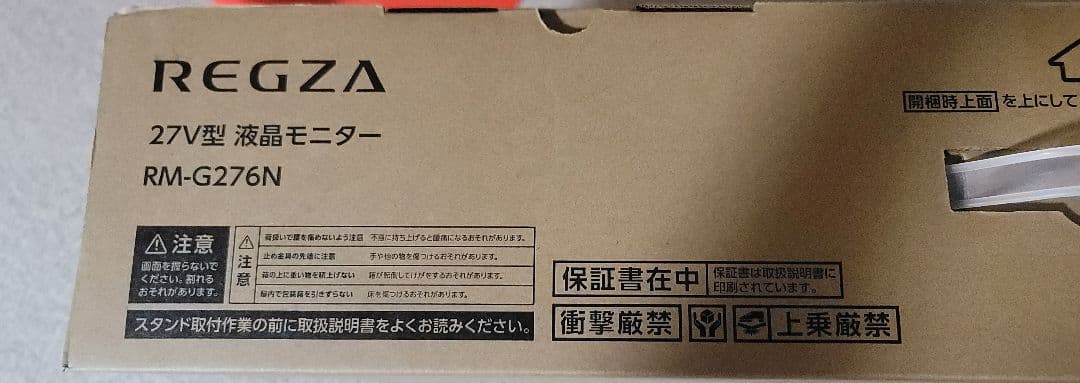 REGZA
27V型 液晶モニター
RM-G276N
開梱時上面 を上にして
注意
画面を握らないで
ください。割れる
おそれがあります。
注意
荷扱いで腰を痛めないよう注意 不当に持ち上げると腰痛になるおそれがあります。
止め金具の先端に注意 手や他の物を傷つけるおそれがあります。
箱の上に重い物を積上げない 箱が転倒してけがをするおそれがあります。
屋内で包装箱を引きずらない 床を傷つけるおそれがあります。
スタンド取付作業の前に取扱説明書をよくお読みください。
保証書在中 保証書は取扱説明書に
印刷されています。
衝撃厳禁 上乗厳禁